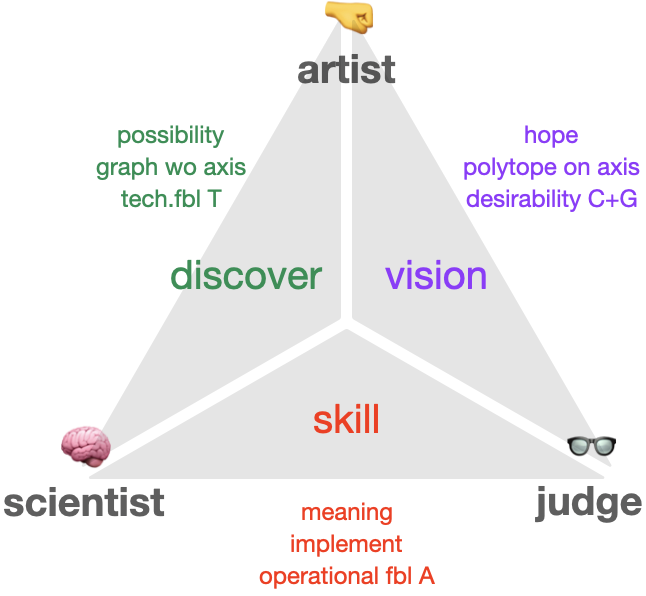 artist
possibility
graph wo axis
tech.fbl T
hope
polytope on axis
desirability C+G
discover
vision
skill
scientist
judge
meaning
implement
operational fbl A